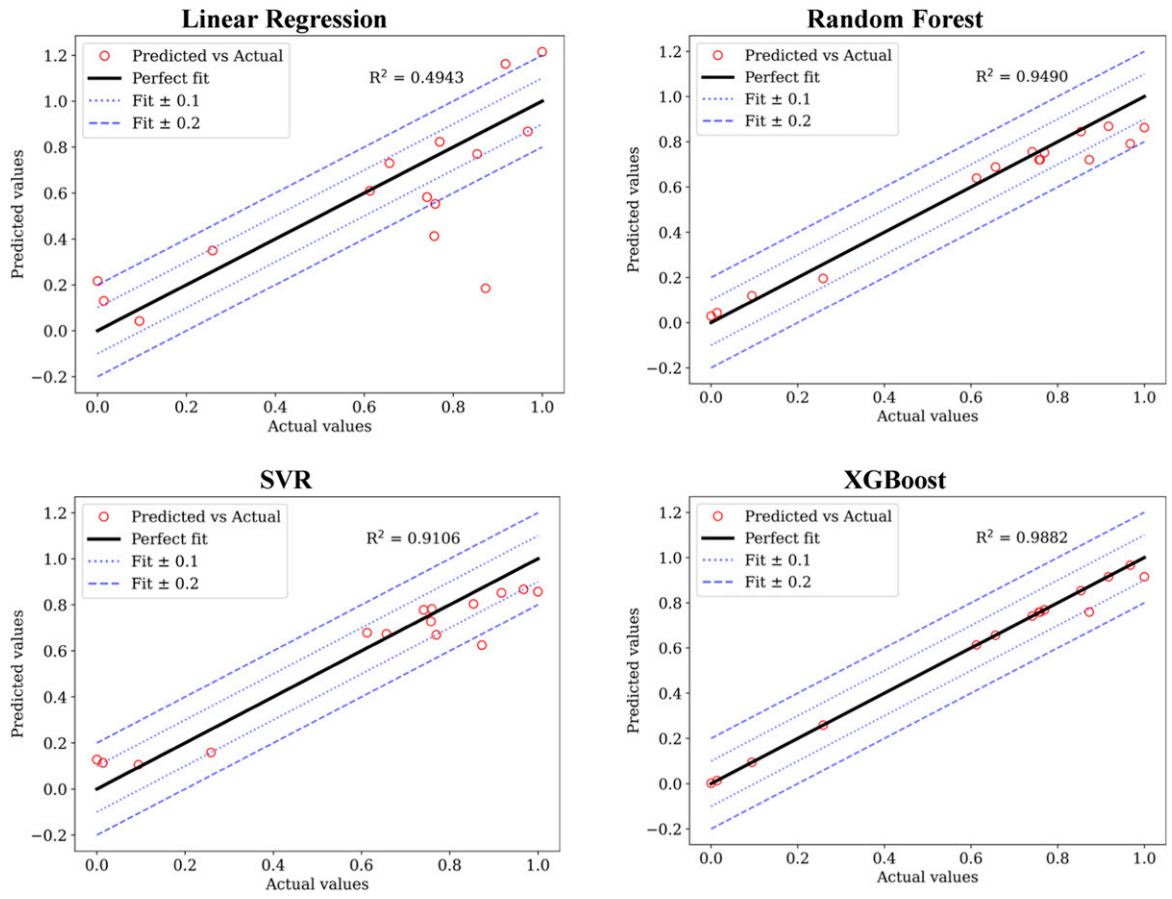 Linear Regression
Predicted vs Actual
Perfect fit
Fit ± 0.1
Fit ± 0.2
R² = 0.4943
1.2
1.0
0.8
0.6
0.4
0.2
0.0
−0.2
Predicted values
0.0 0.2 0.4 0.6 0.8 1.0
Actual values
Random Forest
Predicted vs Actual
Perfect fit
Fit ± 0.1
Fit ± 0.2
R² = 0.9490
1.2
1.0
0.8
0.6
0.4
0.2
0.0
−0.2
Predicted values
0.0 0.2 0.4 0.6 0.8 1.0
Actual values
SVR
Predicted vs Actual
Perfect fit
Fit ± 0.1
Fit ± 0.2
R² = 0.9106
1.2
1.0
0.8
0.6
0.4
0.2
0.0
−0.2
Predicted values
0.0 0.2 0.4 0.6 0.8 1.0
Actual values
XGBoost
Predicted vs Actual
Perfect fit
Fit ± 0.1
Fit ± 0.2
R² = 0.9882
1.2
1.0
0.8
0.6
0.4
0.2
0.0
−0.2
Predicted values
0.0 0.2 0.4 0.6 0.8 1.0
Actual values